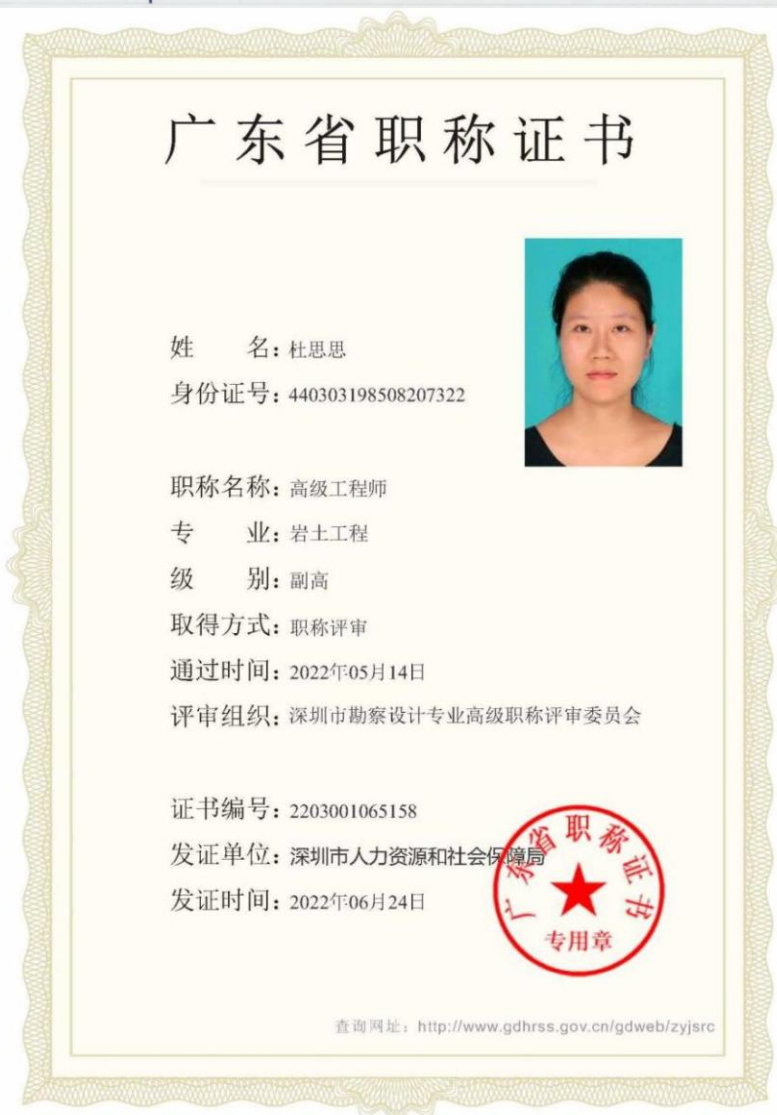 广东省职称证书
姓 名：杜思思
身份证号：440303198508207322
职称名称：高级工程师
专 业：岩土工程
级 别：副高
取得方式：职称评审
通过时间：2022年05月14日
评审组织：深圳市勘察设计专业高级职称评审委员会
证书编号：2203001065158
发证单位：深圳市人力资源和社会保障局
发证时间：2022年06月24日
广东省职称证书
专用章
查询网址：http://www.gdhrss.gov.cn/gdweb/zyjsrc